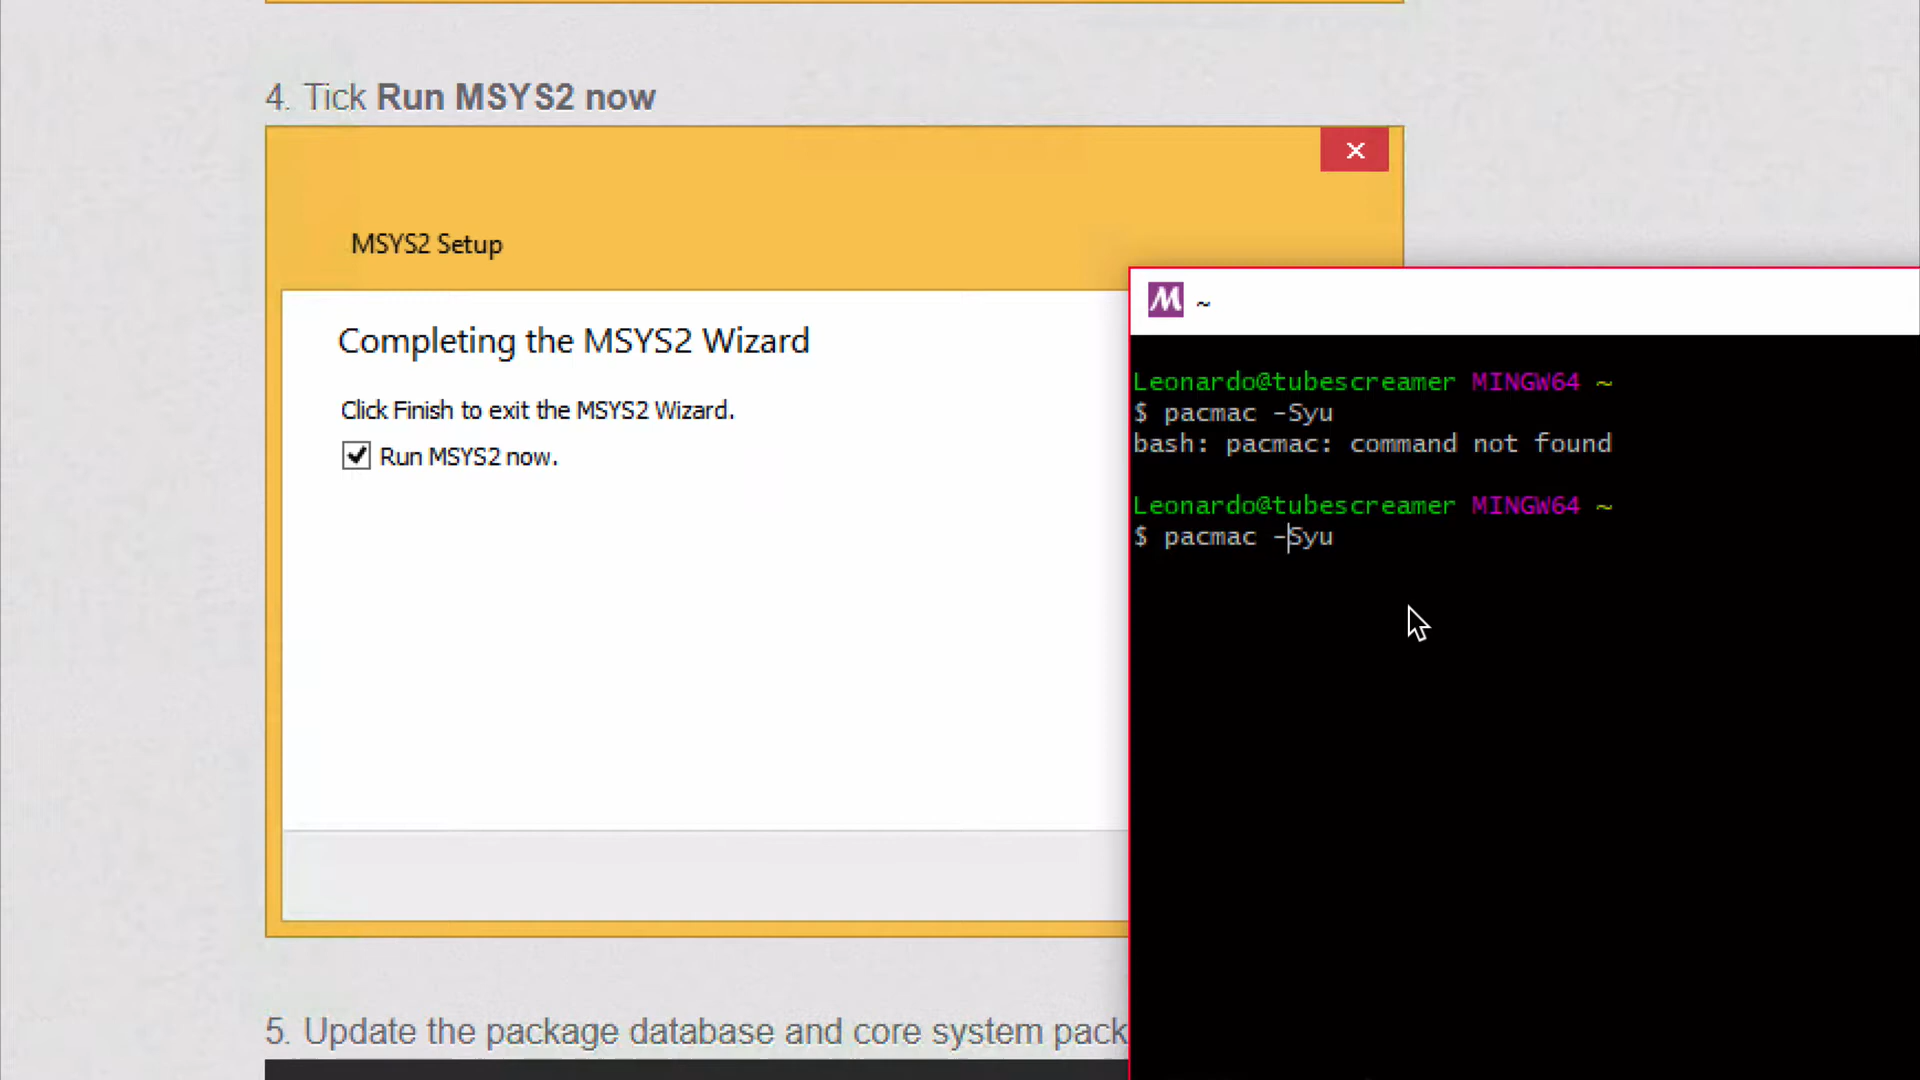 4. Tick Run MSYS2 now
MSYS2 Setup
Completing the MSYS2 Wizard
Click Finish to exit the MSYS2 Wizard.
Run MSYS2 now.
5. Update the package database and core system pack
M ~
Leonardo@tubescreamer MINGW64 ~
$ pacmac -Syu
bash: pacmac: command not found
Leonardo@tubescreamer MINGW64 ~
$ pacmac -Syu